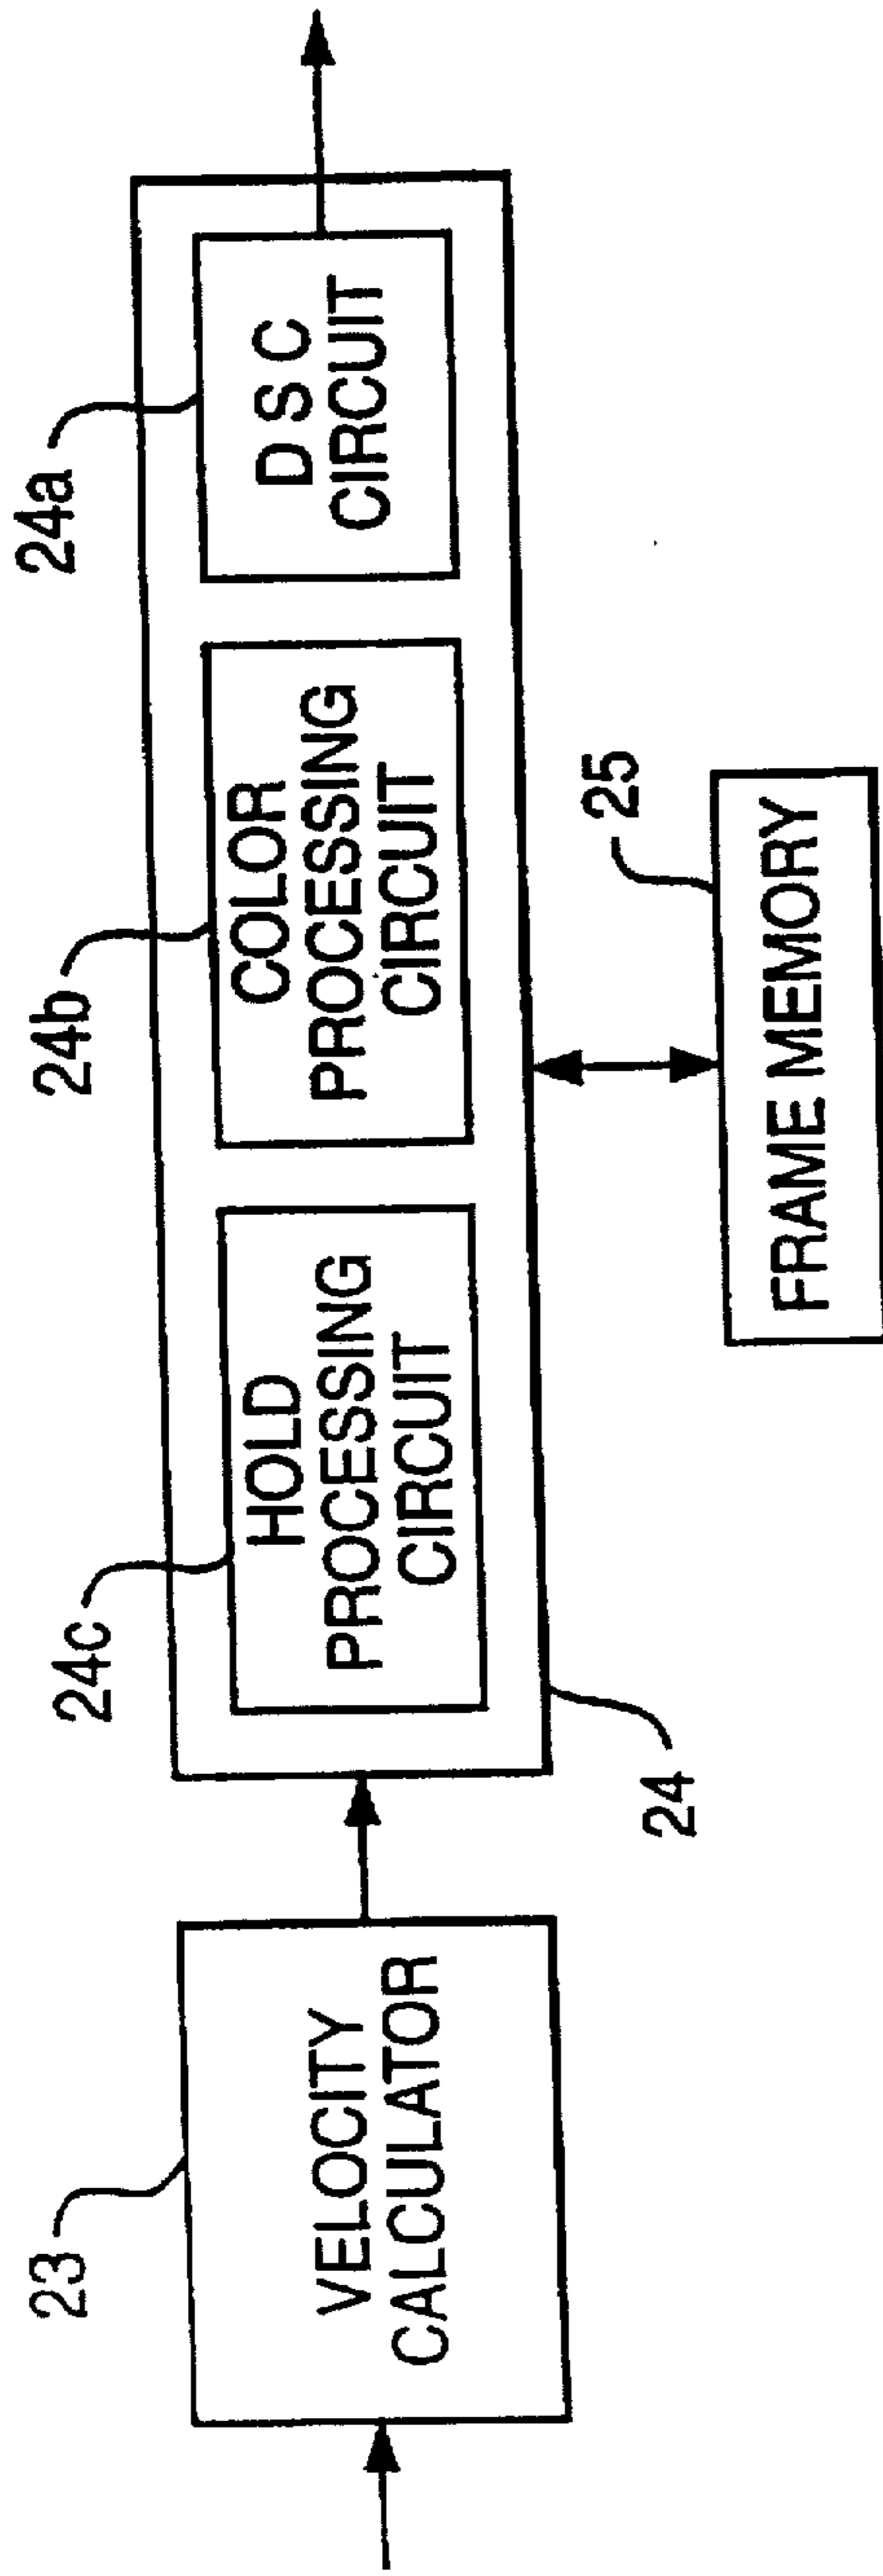 23
VELOCITY
CALCULATOR
24c
HOLD
PROCESSING
CIRCUIT
24b
COLOR
PROCESSING
CIRCUIT
24a
D S C
CIRCUIT
24
25
FRAME MEMORY